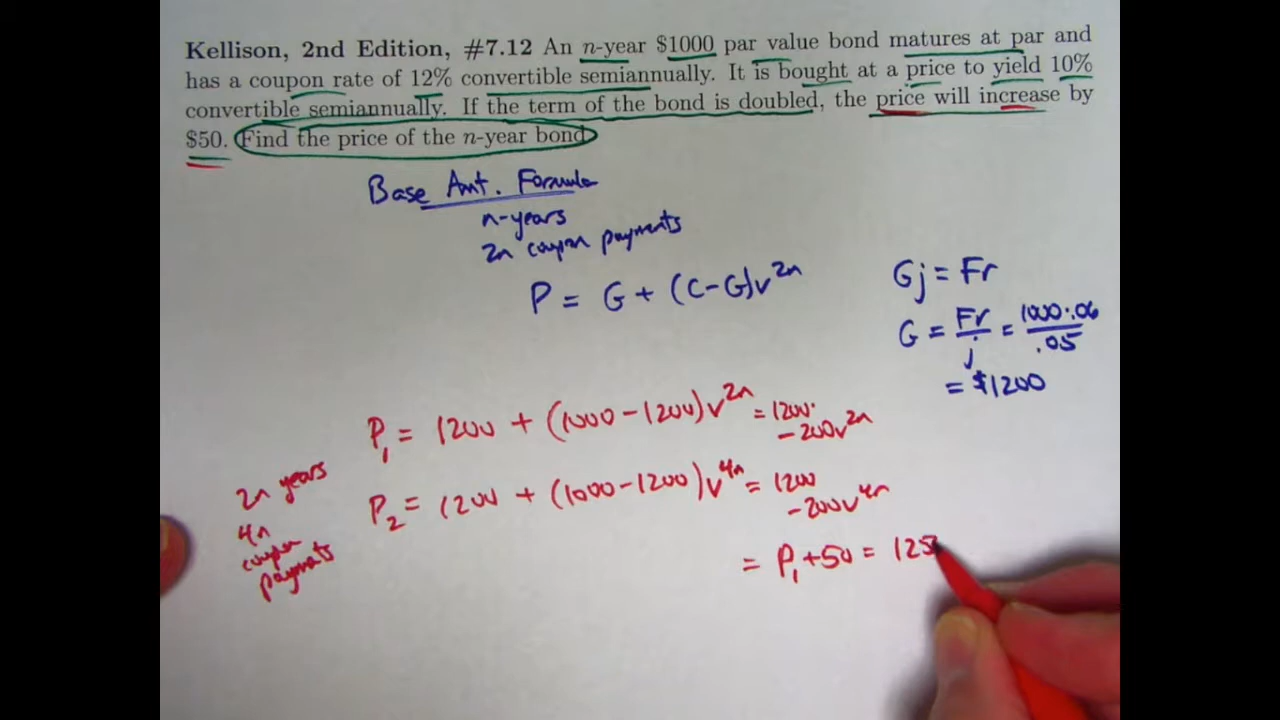 Kellison, 2nd Edition, #7.12 An n-year $1000 par value bond matures at par and
has a coupon rate of 12% convertible semiannually. It is bought at a price to yield 10%
convertible semiannually. If the term of the bond is doubled, the price will increase by
$50. Find the price of the n-year bond
Base Amt. Formula
n-years
2n coupon payments
P = G + (C-G)v^2n
Gj = Fr
G = Fr/j = 1000·.06/.05
= $1200
P1 = 1200 + (1000-1200)v^2n = 1200
-200v^2n
2n years
4n
coupon
payments
P2 = 1200 + (1000-1200)v^4n = 1200
-200v^4n
= P1+50 = 125